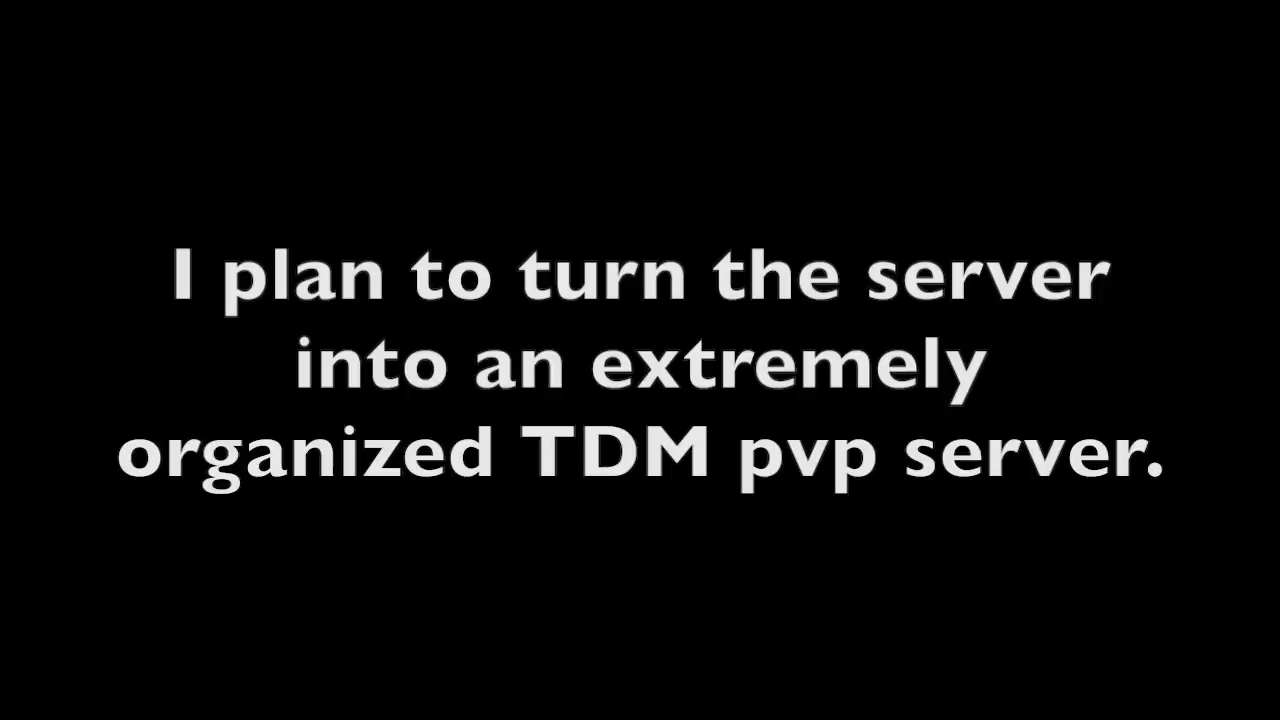 I plan to turn the server
into an extremely
organized TDM pvp server.